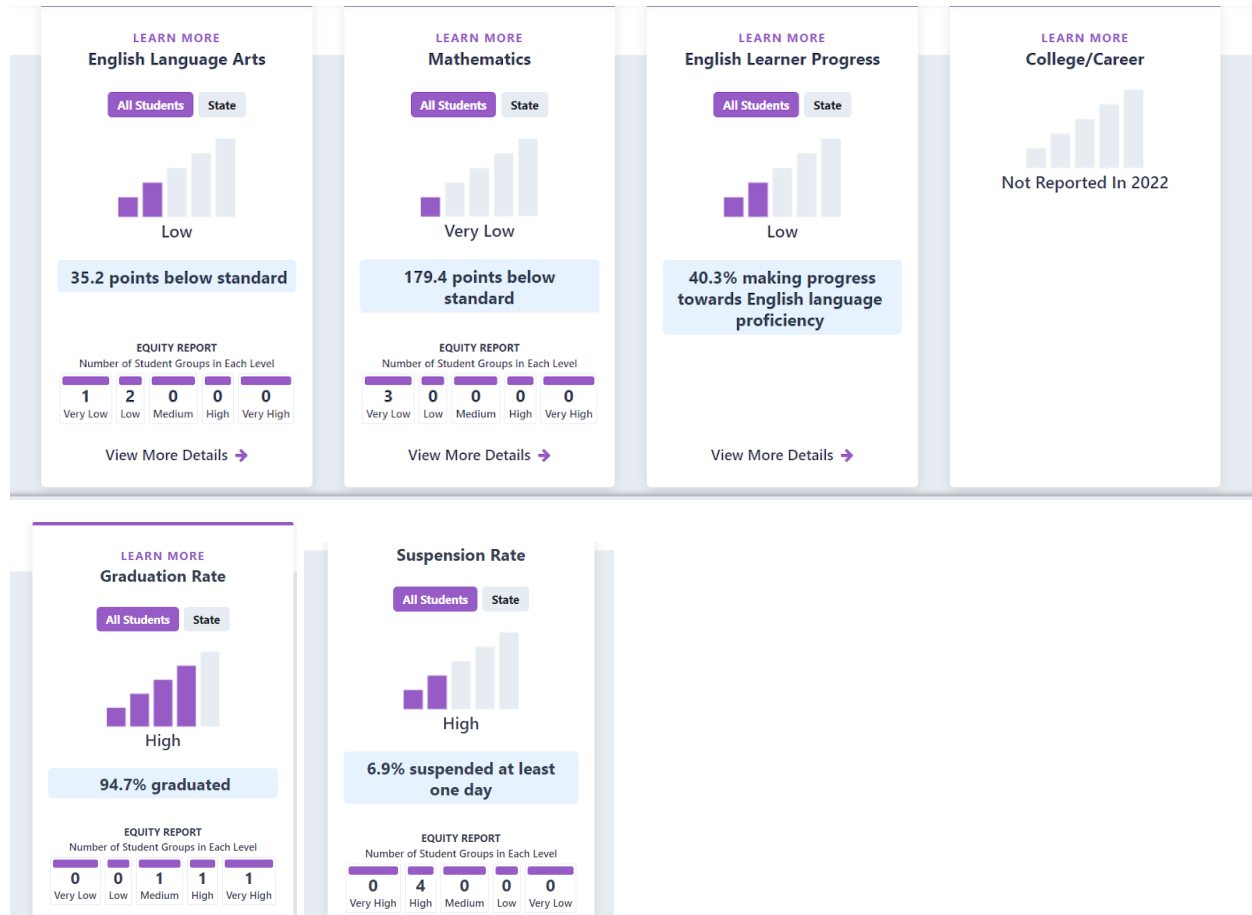 LEARN MORE
English Language Arts
All Students State
Low
35.2 points below standard
EQUITY REPORT
Number of Student Groups in Each Level
1 2 0 0 0
Very Low Low Medium High Very High
View More Details
LEARN MORE
Mathematics
All Students State
Very Low
179.4 points below
standard
EQUITY REPORT
Number of Student Groups in Each Level
3 0 0 0 0
Very Low Low Medium High Very High
View More Details
LEARN MORE
English Learner Progress
All Students State
Low
40.3% making progress
towards English language
proficiency
View More Details
LEARN MORE
College/Career
Not Reported In 2022
LEARN MORE
Graduation Rate
All Students State
High
94.7% graduated
EQUITY REPORT
Number of Student Groups in Each Level
0 0 1 1 1
Very Low Low Medium High Very High
Suspension Rate
All Students State
High
6.9% suspended at least
one day
EQUITY REPORT
Number of Student Groups in Each Level
0 4 0 0 0
Very High High Medium Low Very Low